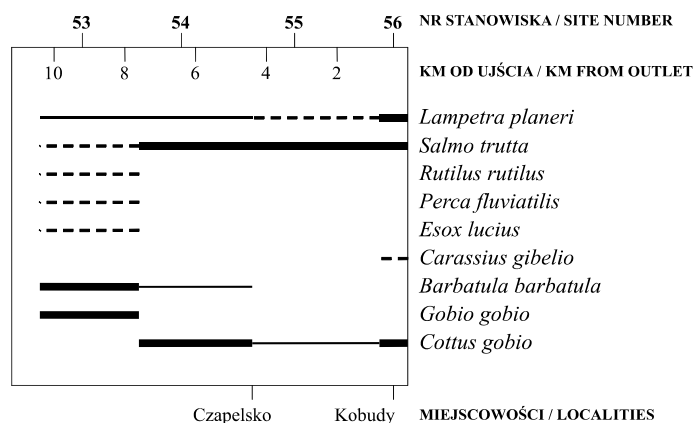 53 54 55 56 NR STANOWISKA / SITE NUMBER
10 8 6 4 2 KM OD UJŚCIA / KM FROM OUTLET
Lampetra planeri
Salmo trutta
Rutilus rutilus
Perca fluviatilis
Esox lucius
Carassius gibelio
Barbatula barbatula
Gobio gobio
Cottus gobio
Czapelsko Kobudy MIEJSCOWOŚCI / LOCALITIES